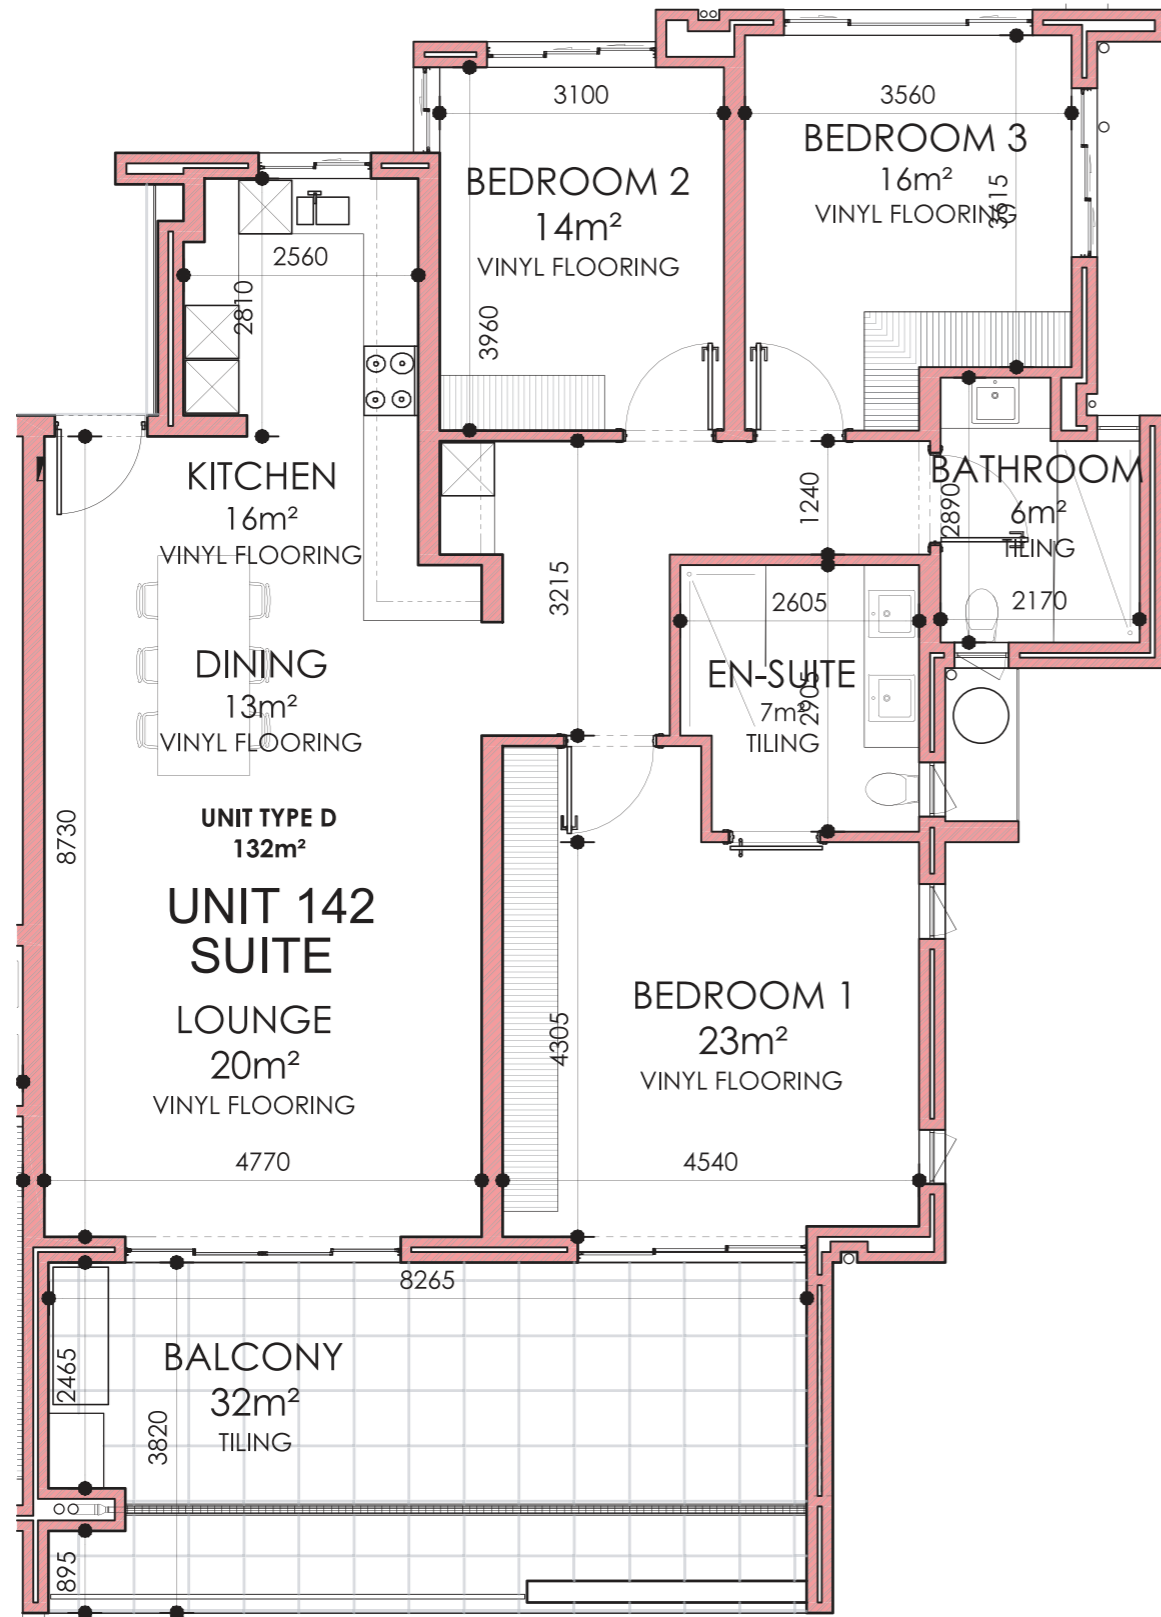 3100
3560
BEDROOM 3
16m²
VINYL FLOORING
3615
BEDROOM 2
14m²
VINYL FLOORING
3960
2560
2810
KITCHEN
16m²
VINYL FLOORING
BATHROOM
6m²
TILING
2890
2170
1240
3215
2605
EN-SUITE
7m²
TILING
2905
DINING
13m²
VINYL FLOORING
UNIT TYPE D
132m²
8730
UNIT 142
SUITE
LOUNGE
20m²
VINYL FLOORING
BEDROOM 1
23m²
VINYL FLOORING
4305
4770
4540
8265
BALCONY
32m²
TILING
2465
3820
895